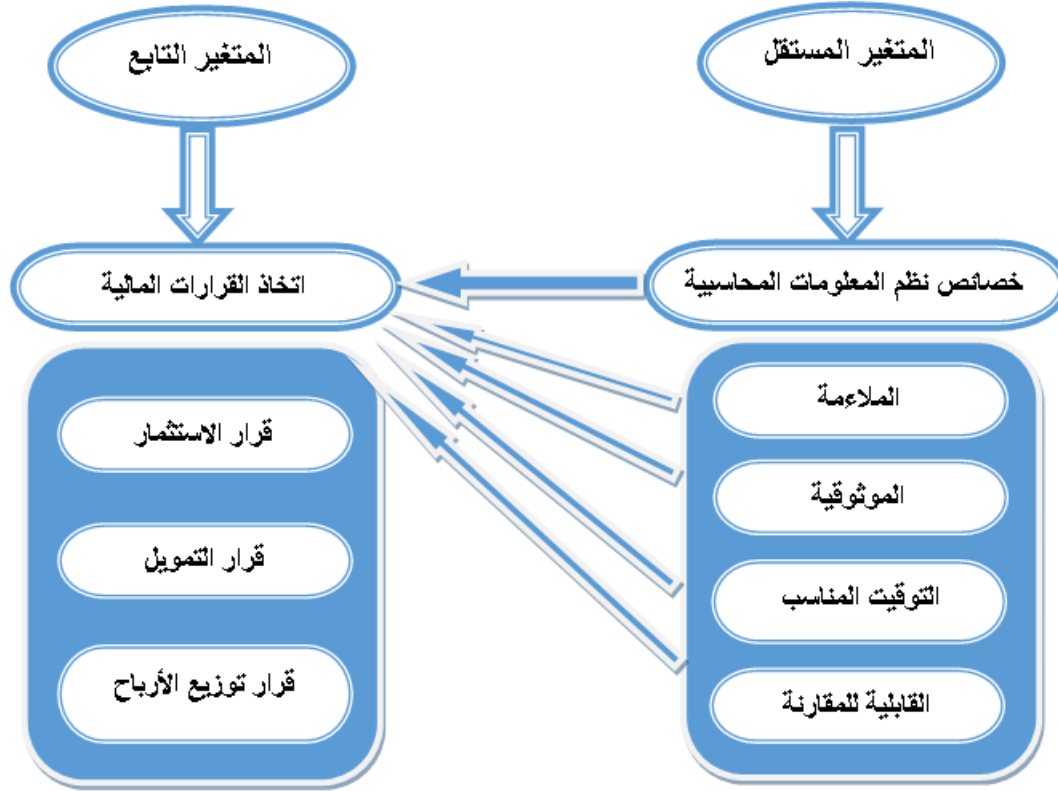 المتغير المستقل
المتغير التابع
خصائص نظم المعلومات المحاسبية
اتخاذ القرارات المالية
الملاءمة
الموثوقية
التوقيت المناسب
القابلية للمقارنة
قرار الاستثمار
قرار التمويل
قرار توزيع الأرباح